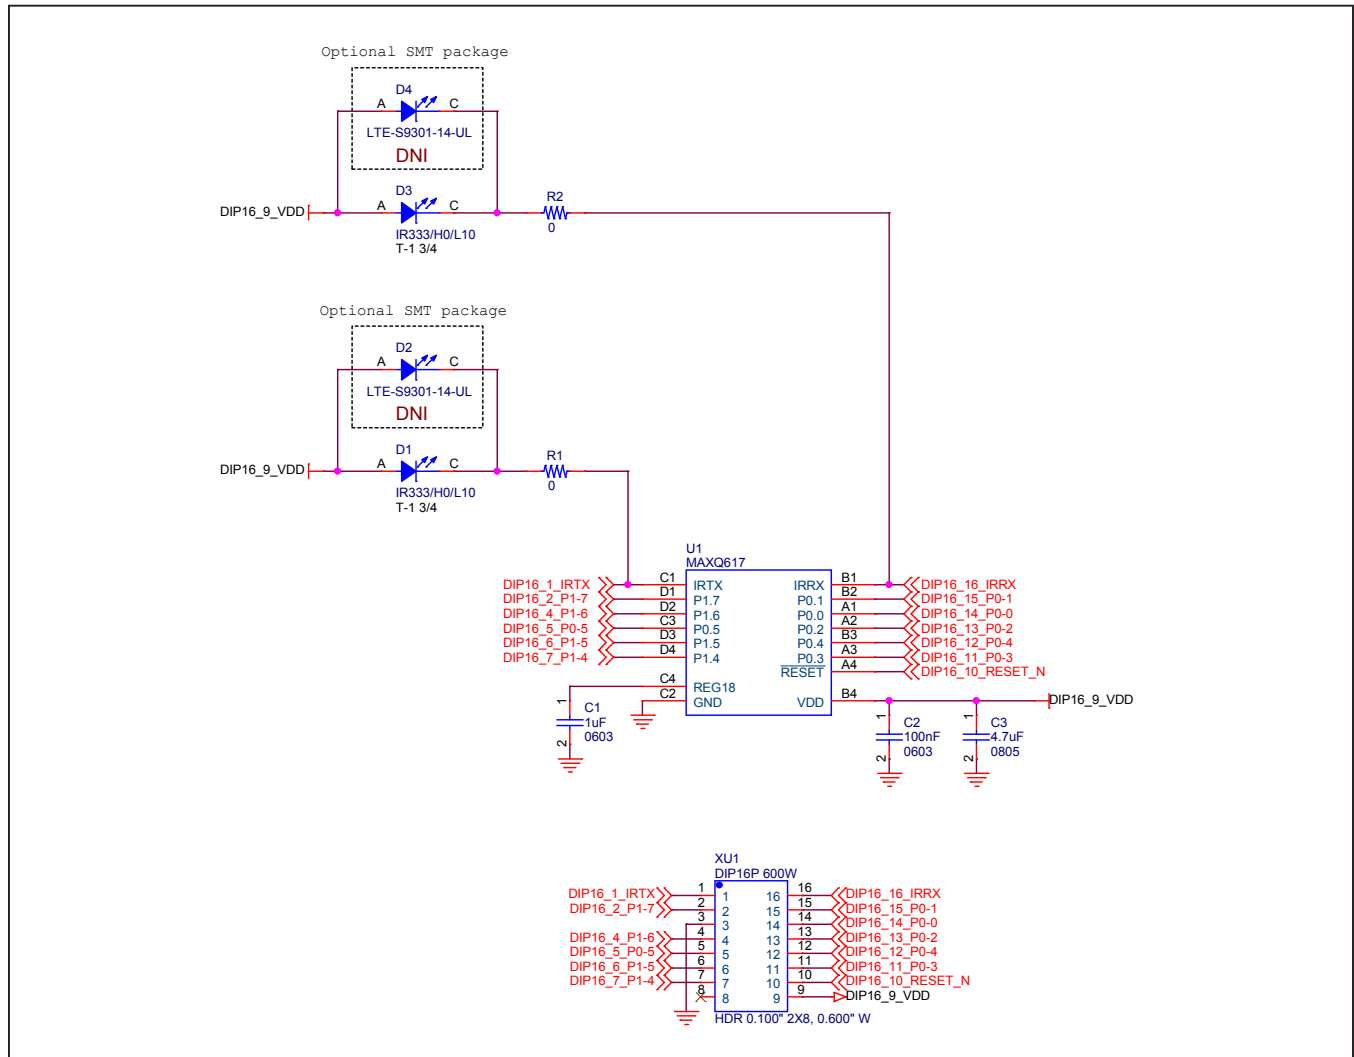 Optional SMT package
D4
A
C
LTE-S9301-14-UL
DNI
D3
DIP16_9_VDD
A
C
IR333/H0/L10
T-1 3/4
R2
0
Optional SMT package
D2
A
C
LTE-S9301-14-UL
DNI
D1
DIP16_9_VDD
A
C
IR333/H0/L10
T-1 3/4
R1
0
U1
MAXQ617
DIP16_1_IRTX C1 IRTX IRRX B1 DIP16_16_IRRX
DIP16_2_P1-7 D1 P1.7 P0.1 B2 DIP16_15_P0-1
DIP16_4_P1-6 D2 P1.6 P0.0 A1 DIP16_14_P0-0
DIP16_5_P0-5 C3 P0.5 P0.2 A2 DIP16_13_P0-2
DIP16_6_P1-5 D3 P1.5 P0.4 B3 DIP16_12_P0-4
DIP16_7_P1-4 D4 P1.4 P0.3 A3 DIP16_11_P0-3
RESET A4 DIP16_10_RESET_N
C4 REG18
C2 GND VDD B4 DIP16_9_VDD
1
C1
1uF
0603
2
1
C2
100nF
0603
2
1
C3
4.7uF
0805
2
XU1
DIP16P 600W
DIP16_1_IRTX 1 1 16 16 DIP16_16_IRRX
DIP16_2_P1-7 2 2 15 15 DIP16_15_P0-1
3 3 14 14 DIP16_14_P0-0
DIP16_4_P1-6 4 4 13 13 DIP16_13_P0-2
DIP16_5_P0-5 5 5 12 12 DIP16_12_P0-4
DIP16_6_P1-5 6 6 11 11 DIP16_11_P0-3
DIP16_7_P1-4 7 7 10 10 DIP16_10_RESET_N
8 8 9 9 DIP16_9_VDD
HDR 0.100" 2X8, 0.600" W